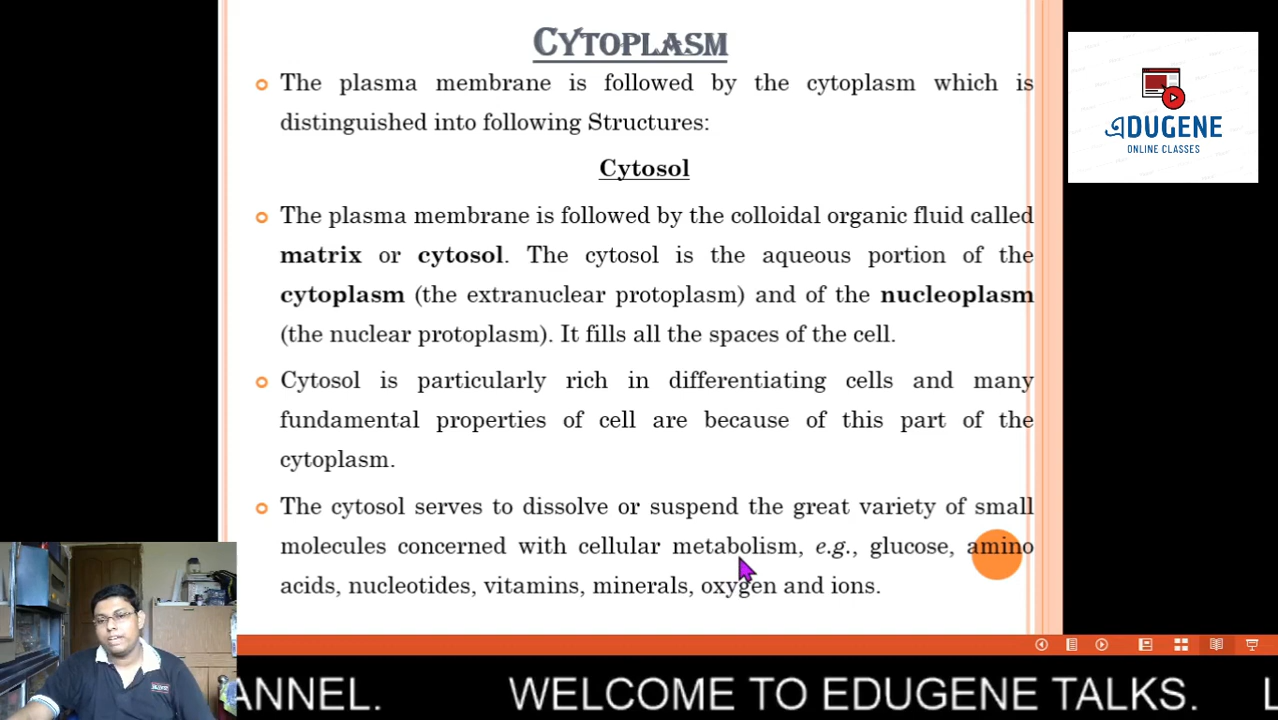 CYTOPLASM
The plasma membrane is followed by the cytoplasm which is
distinguished into following Structures:
Cytosol
The plasma membrane is followed by the colloidal organic fluid called
matrix or cytosol. The cytosol is the aqueous portion of the
cytoplasm (the extranuclear protoplasm) and of the nucleoplasm
(the nuclear protoplasm). It fills all the spaces of the cell.
Cytosol is particularly rich in differentiating cells and many
fundamental properties of cell are because of this part of the
cytoplasm.
The cytosol serves to dissolve or suspend the great variety of small
molecules concerned with cellular metabolism, e.g., glucose, amino
acids, nucleotides, vitamins, minerals, oxygen and ions.
eDUGENE
ONLINE CLASSES
ANNEL. WELCOME TO EDUGENE TALKS. L